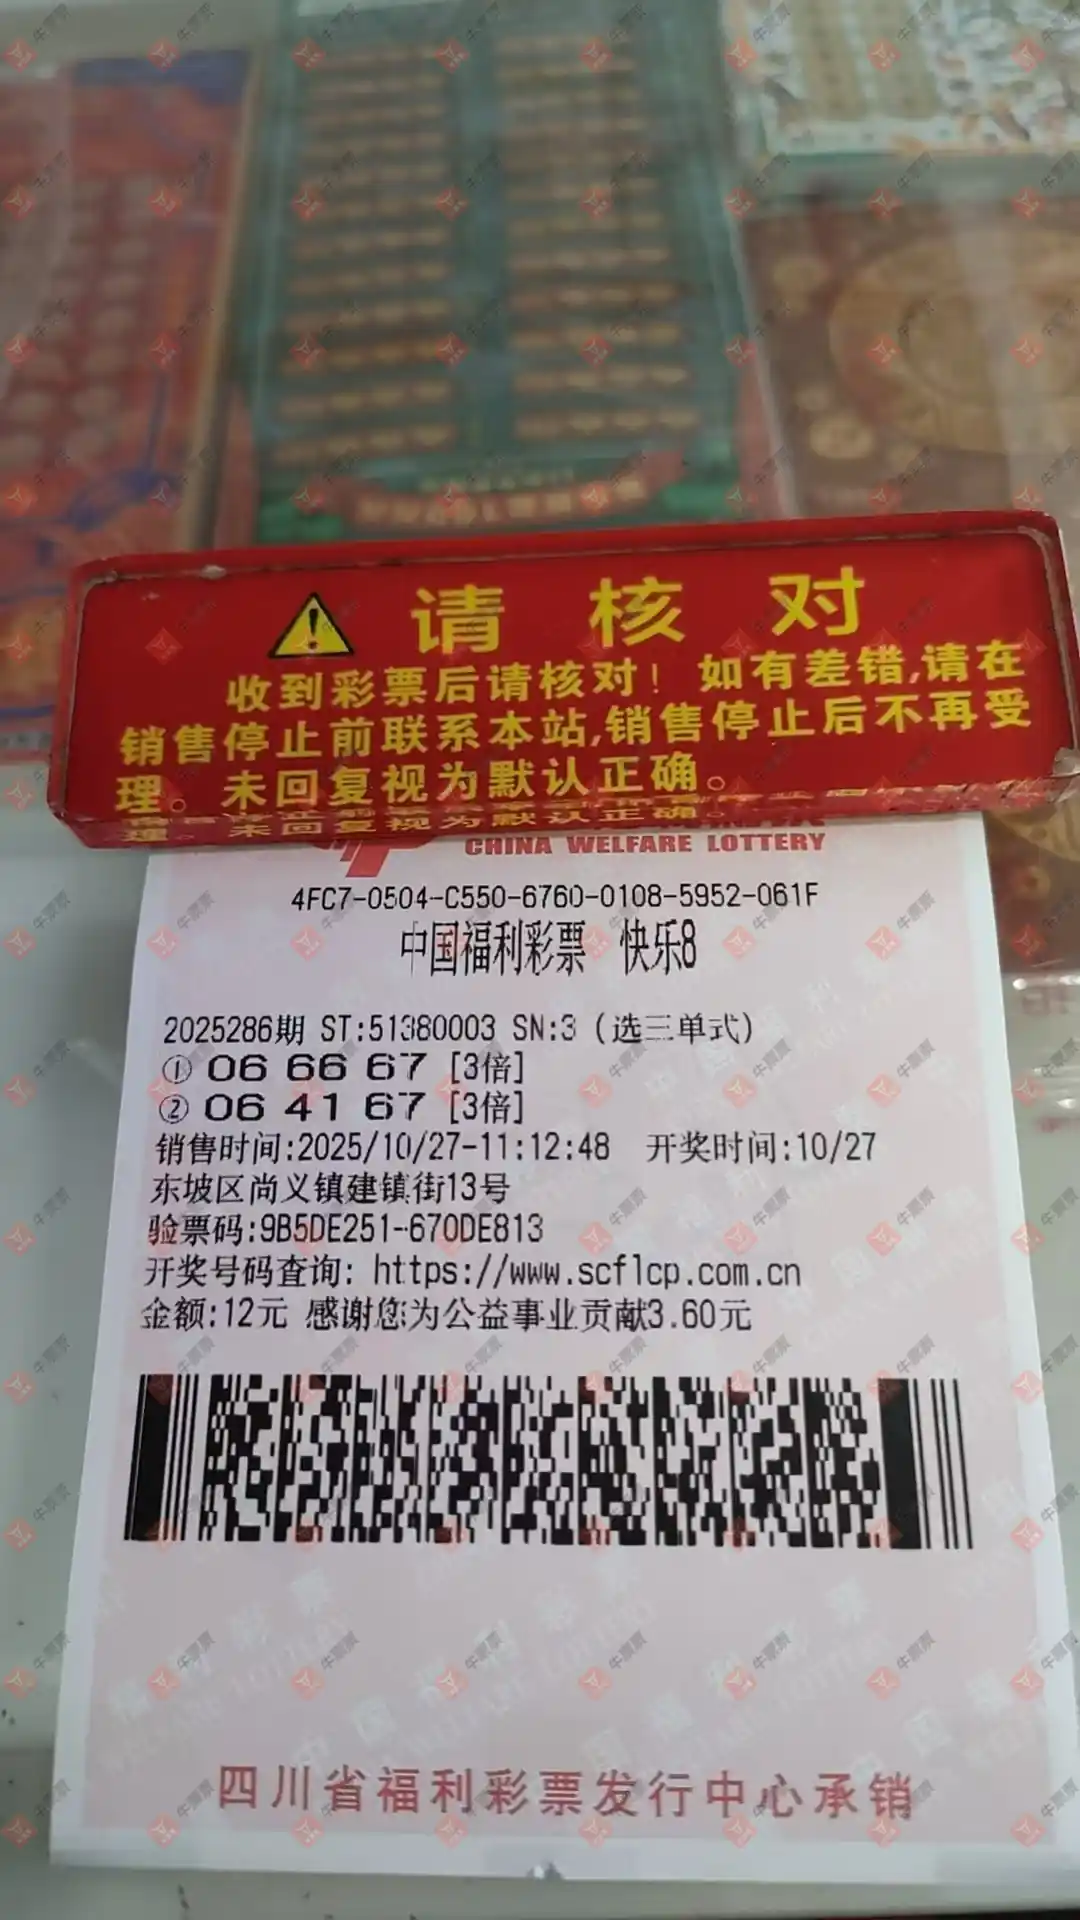 请核对
收到彩票后请核对！如有差错,请在
销售停止前联系本站,销售停止后不再受
理。未回复视为默认正确。
CHINA WELFARE LOTTERY
4FC7-0504-C550-6760-0108-5952-061F
中国福利彩票 快乐8
2025286期 ST:51380003 SN:3 (选三单式)
① 06 66 67 [3倍]
② 06 41 67 [3倍]
销售时间:2025/10/27-11:12:48 开奖时间:10/27
东坡区尚义镇建镇街13号
验票码:9B5DE251-670DE813
开奖号码查询: https://www.scflcp.com.cn
金额:12元 感谢您为公益事业贡献3.60元
四川省福利彩票发行中心承销
牛票票